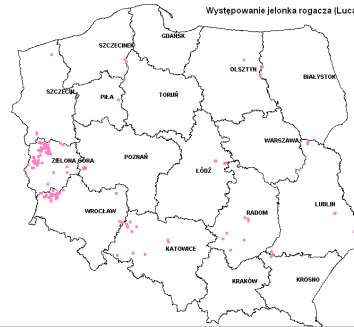 Występowanie jelonka rogacza (Luca
GDAŃSK
SZCZECINEK
OLSZTYN
BIAŁYSTOK
SZCZECIN
PIŁA
TORUŃ
WARSZAWA
ZIELONA GÓRA
POZNAŃ
ŁÓDŹ
LUBLIN
WROCŁAW
RADOM
KATOWICE
KRAKÓW
KROSNO